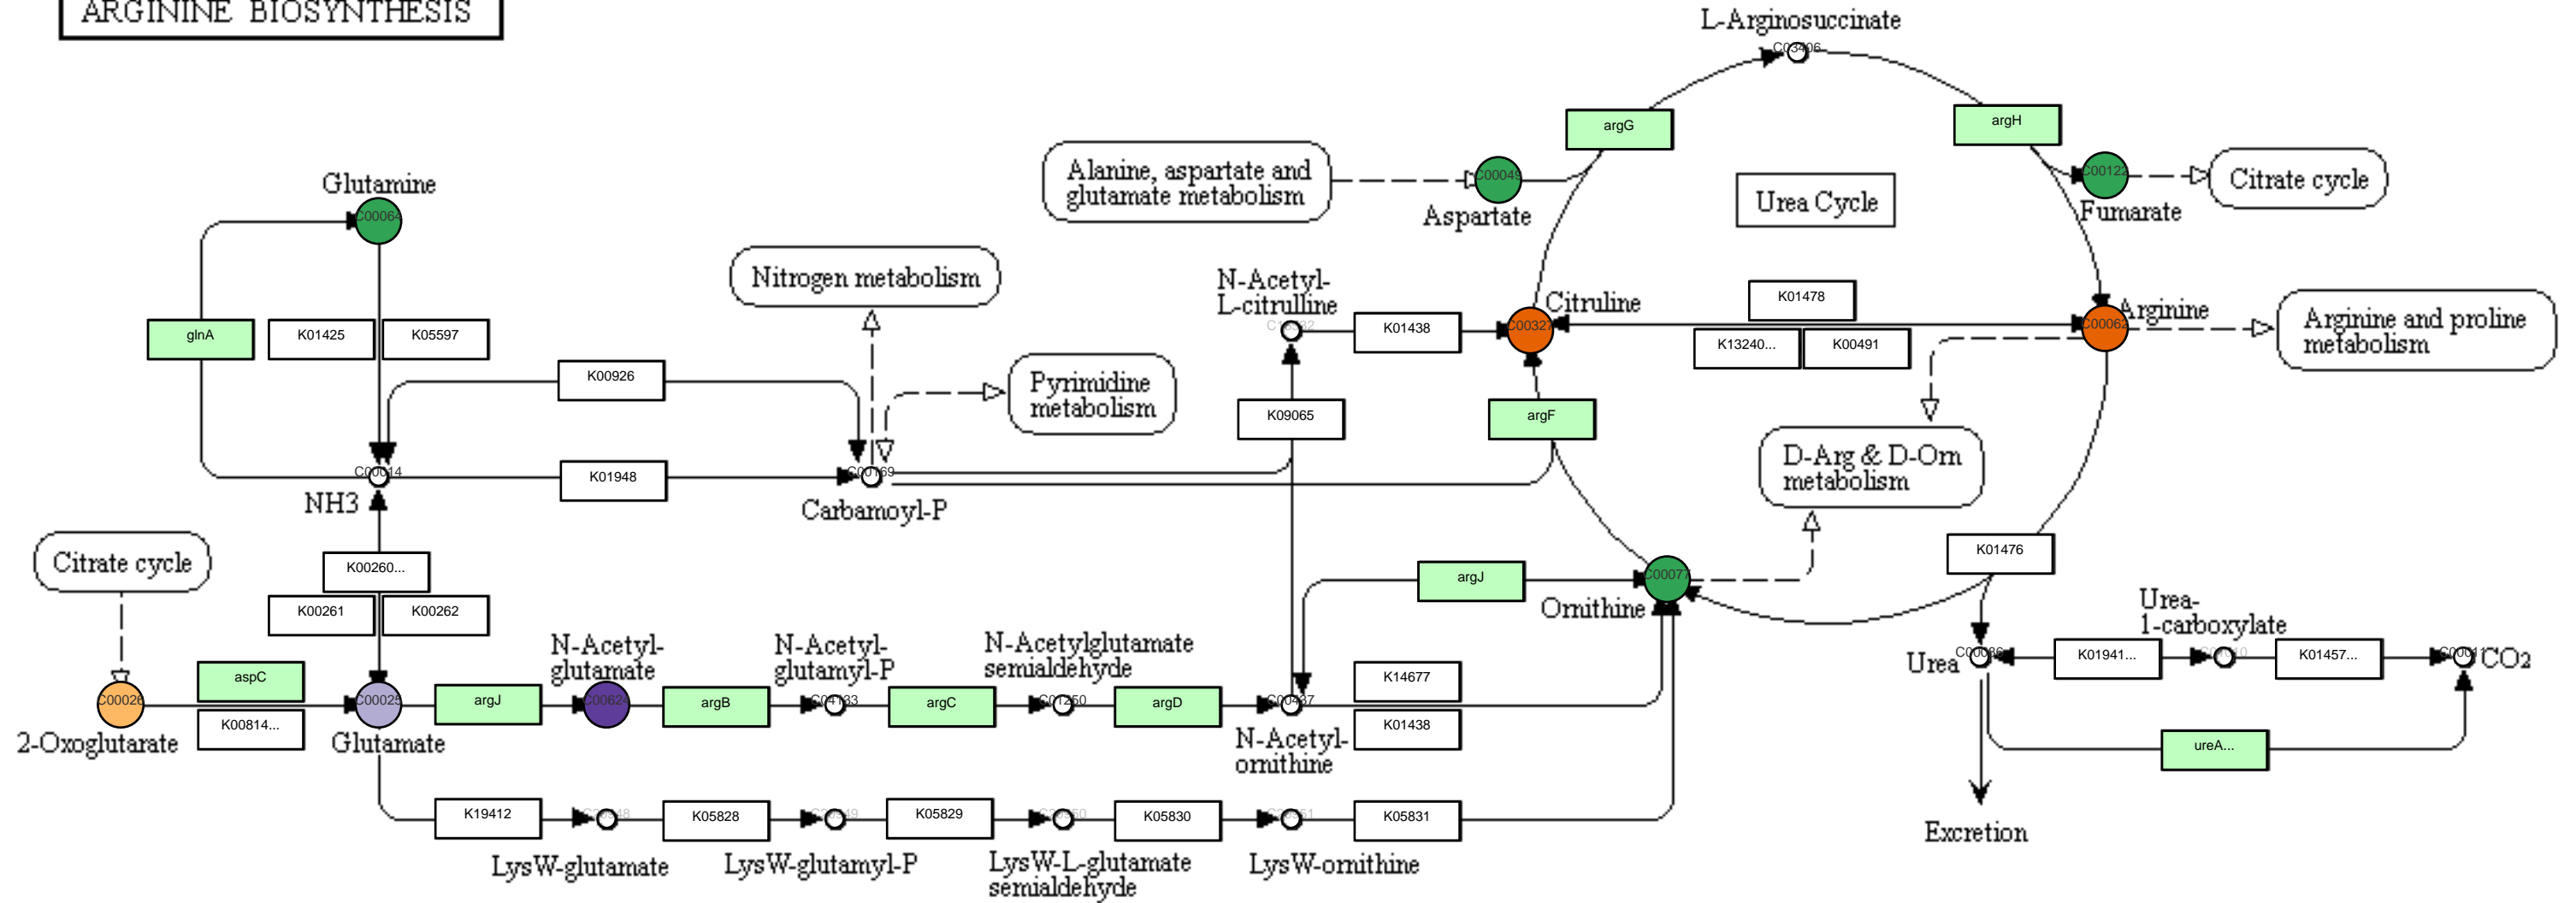 ARGININE BIOSYNTHESIS
L-Arginosuccinate
C03406
argG
argH
Alanine, aspartate and
glutamate metabolism
C00049
Aspartate
Urea Cycle
C00122
Fumarate
Citrate cycle
Glutamine
C00064
Nitrogen metabolism
N-Acetyl-
L-citrulline
K01438
C00327
Citruline
K01478
K13240...
K00491
C00062
Arginine
Arginine and proline
metabolism
glnA
K01425
K05597
K00926
Pyrimidine
metabolism
K09065
argF
D-Arg & D-Orn
metabolism
C00014
NH3
K01948
C00169
Carbamoyl-P
Citrate cycle
K00260...
K00261
K00262
argJ
C00077
Ornithine
K01476
Urea-
1-carboxylate
C00086
Urea
K01941...
K01457...
C00011
CO2
N-Acetyl-
glutamate
N-Acetyl-
glutamyl-P
N-Acetylglutamate
semialdehyde
aspC
K00814...
C00026
2-Oxoglutarate
C00025
Glutamate
argJ
C00624
argB
C04133
argC
C01250
argD
C00437
N-Acetyl-
ornithine
K14677
K01438
ureA...
Excretion
K19412
K05828
K05829
K05830
K05831
LysW-glutamate
LysW-glutamyl-P
LysW-L-glutamate
semialdehyde
LysW-ornithine